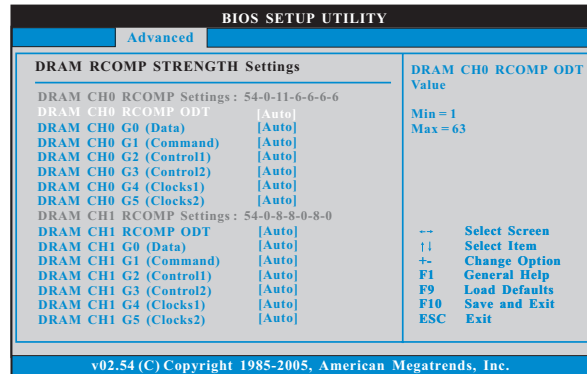 BIOS SETUP UTILITY
Advanced
DRAM RCOMP STRENGTH Settings
DRAM CH0 RCOMP Settings : 54-0-11-6-6-6-6
DRAM CH0 RCOMP ODT [Auto]
DRAM CH0 G0 (Data) [Auto]
DRAM CH0 G1 (Command) [Auto]
DRAM CH0 G2 (Control1) [Auto]
DRAM CH0 G3 (Control2) [Auto]
DRAM CH0 G4 (Clocks1) [Auto]
DRAM CH0 G5 (Clocks2) [Auto]
DRAM CH1 RCOMP Settings : 54-0-8-8-0-8-0
DRAM CH1 RCOMP ODT [Auto]
DRAM CH1 G0 (Data) [Auto]
DRAM CH1 G1 (Command) [Auto]
DRAM CH1 G2 (Control1) [Auto]
DRAM CH1 G3 (Control2) [Auto]
DRAM CH1 G4 (Clocks1) [Auto]
DRAM CH1 G5 (Clocks2) [Auto]
DRAM CH0 RCOMP ODT
Value
Min = 1
Max = 63
←→ Select Screen
↑↓ Select Item
+- Change Option
F1 General Help
F9 Load Defaults
F10 Save and Exit
ESC Exit
v02.54 (C) Copyright 1985-2005, American Megatrends, Inc.